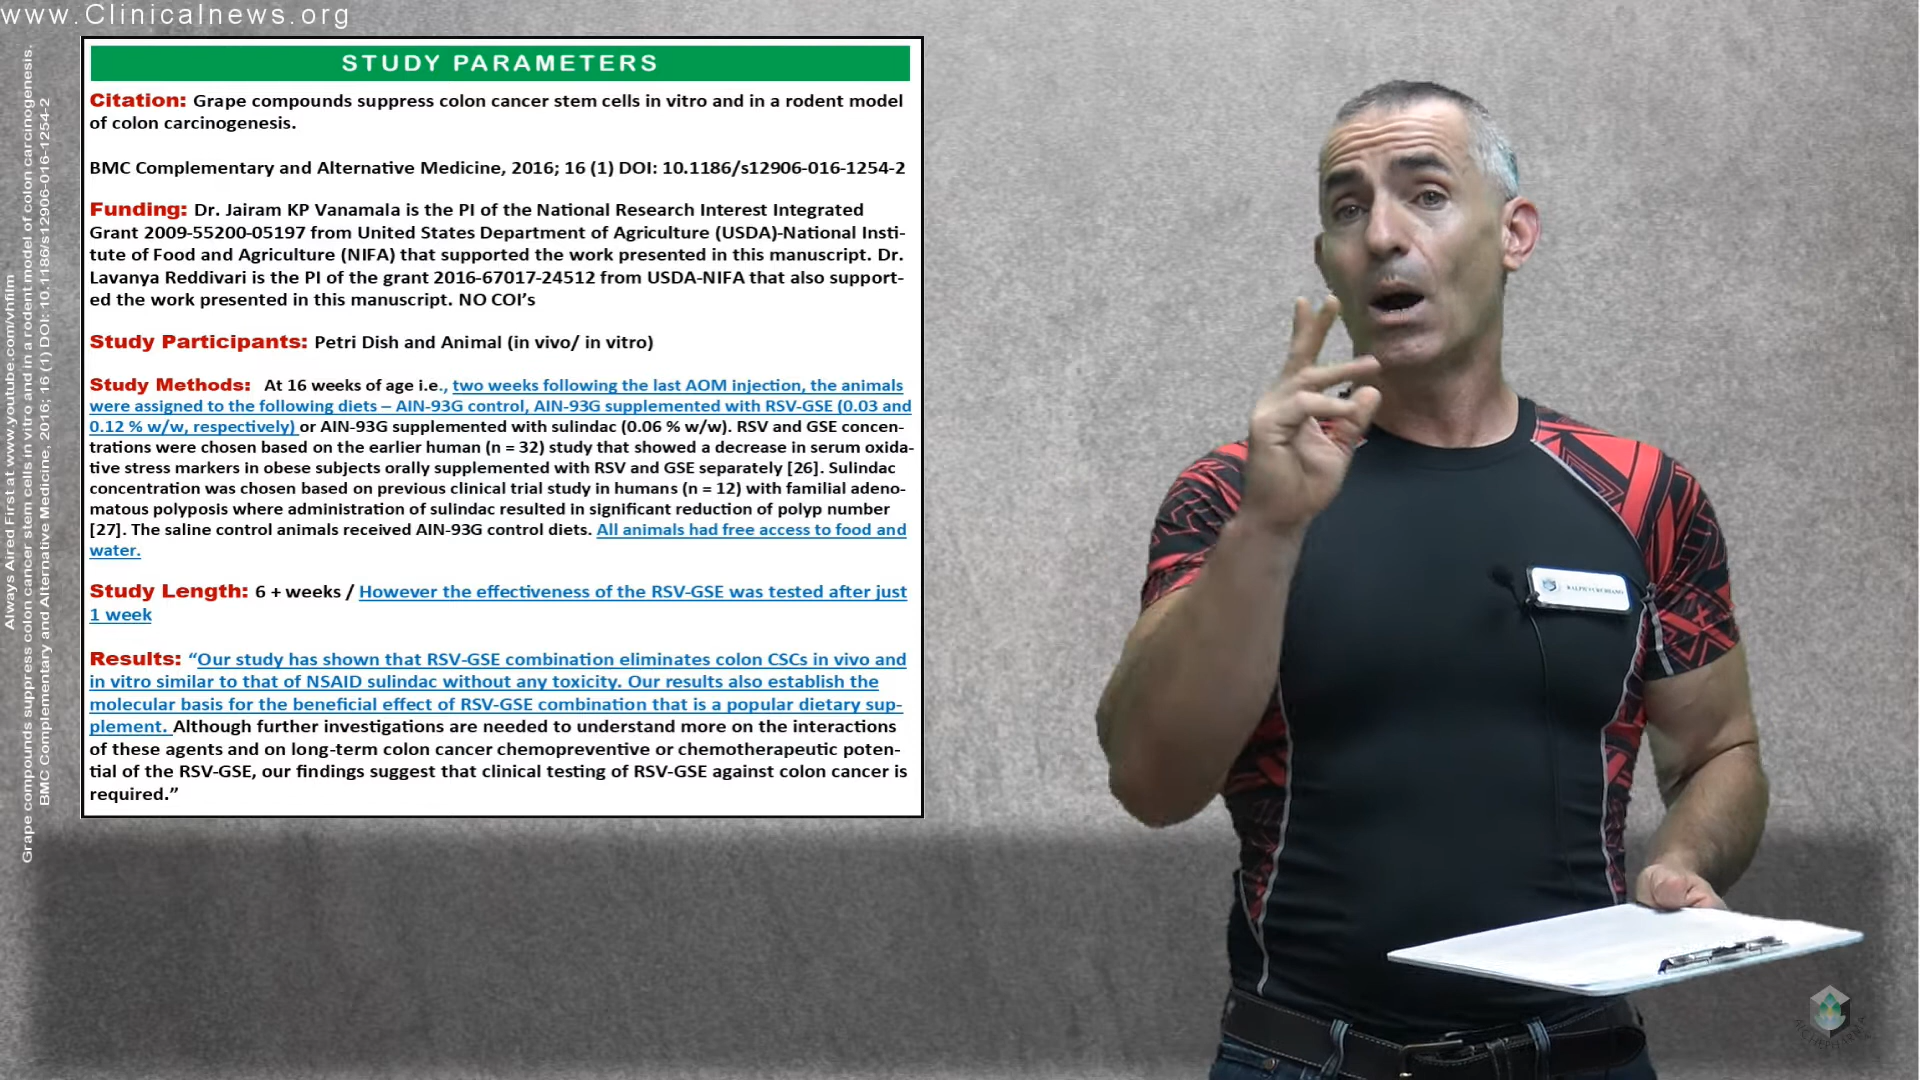 www.Clinicalnews.org
Always Aired First at www.youtube.com/vhfilm
Grape compounds suppress colon cancer stem cells in vitro and in a rodent model of colon carcinogenesis.
BMC Complementary and Alternative Medicine, 2016; 16 (1) DOI: 10.1186/s12906-016-1254-2
STUDY PARAMETERS
Citation: Grape compounds suppress colon cancer stem cells in vitro and in a rodent model
of colon carcinogenesis.
BMC Complementary and Alternative Medicine, 2016; 16 (1) DOI: 10.1186/s12906-016-1254-2
Funding: Dr. Jairam KP Vanamala is the PI of the National Research Interest Integrated
Grant 2009-55200-05197 from United States Department of Agriculture (USDA)-National Insti-
tute of Food and Agriculture (NIFA) that supported the work presented in this manuscript. Dr.
Lavanya Reddivari is the PI of the grant 2016-67017-24512 from USDA-NIFA that also support-
ed the work presented in this manuscript. NO COI’s
Study Participants: Petri Dish and Animal (in vivo/ in vitro)
Study Methods: At 16 weeks of age i.e., two weeks following the last AOM injection, the animals
were assigned to the following diets – AIN-93G control, AIN-93G supplemented with RSV-GSE (0.03 and
0.12 % w/w, respectively) or AIN-93G supplemented with sulindac (0.06 % w/w). RSV and GSE concen-
trations were chosen based on the earlier human (n = 32) study that showed a decrease in serum oxida-
tive stress markers in obese subjects orally supplemented with RSV and GSE separately [26]. Sulindac
concentration was chosen based on previous clinical trial study in humans (n = 12) with familial adeno-
matous polyposis where administration of sulindac resulted in significant reduction of polyp number
[27]. The saline control animals received AIN-93G control diets. All animals had free access to food and
water.
Study Length: 6 + weeks / However the effectiveness of the RSV-GSE was tested after just
1 week
Results: “Our study has shown that RSV-GSE combination eliminates colon CSCs in vivo and
in vitro similar to that of NSAID sulindac without any toxicity. Our results also establish the
molecular basis for the beneficial effect of RSV-GSE combination that is a popular dietary sup-
plement. Although further investigations are needed to understand more on the interactions
of these agents and on long-term colon cancer chemopreventive or chemotherapeutic poten-
tial of the RSV-GSE, our findings suggest that clinical testing of RSV-GSE against colon cancer is
required.”